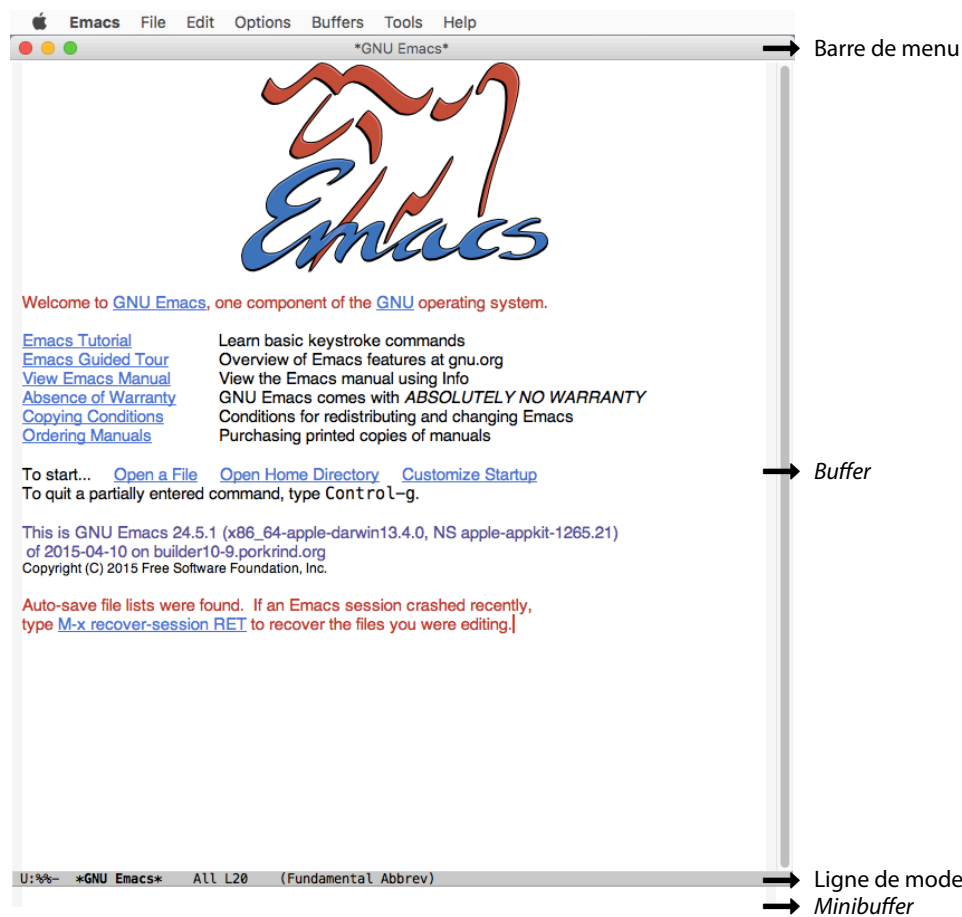 Emacs File Edit Options Buffers Tools Help
*GNU Emacs*
Barre de menu
Emacs
Welcome to GNU Emacs, one component of the GNU operating system.
Emacs Tutorial Learn basic keystroke commands
Emacs Guided Tour Overview of Emacs features at gnu.org
View Emacs Manual View the Emacs manual using Info
Absence of Warranty GNU Emacs comes with ABSOLUTELY NO WARRANTY
Copying Conditions Conditions for redistributing and changing Emacs
Ordering Manuals Purchasing printed copies of manuals
To start... Open a File Open Home Directory Customize Startup
Buffer
To quit a partially entered command, type Control-g.
This is GNU Emacs 24.5.1 (x86_64-apple-darwin13.4.0, NS apple-appkit-1265.21)
of 2015-04-10 on builder10-9.porkrind.org
Copyright (C) 2015 Free Software Foundation, Inc.
Auto-save file lists were found. If an Emacs session crashed recently,
type M-x recover-session RET to recover the files you were editing.
U:%%- *GNU Emacs* All L20 (Fundamental Abbrev)
Ligne de mode
Minibuffer